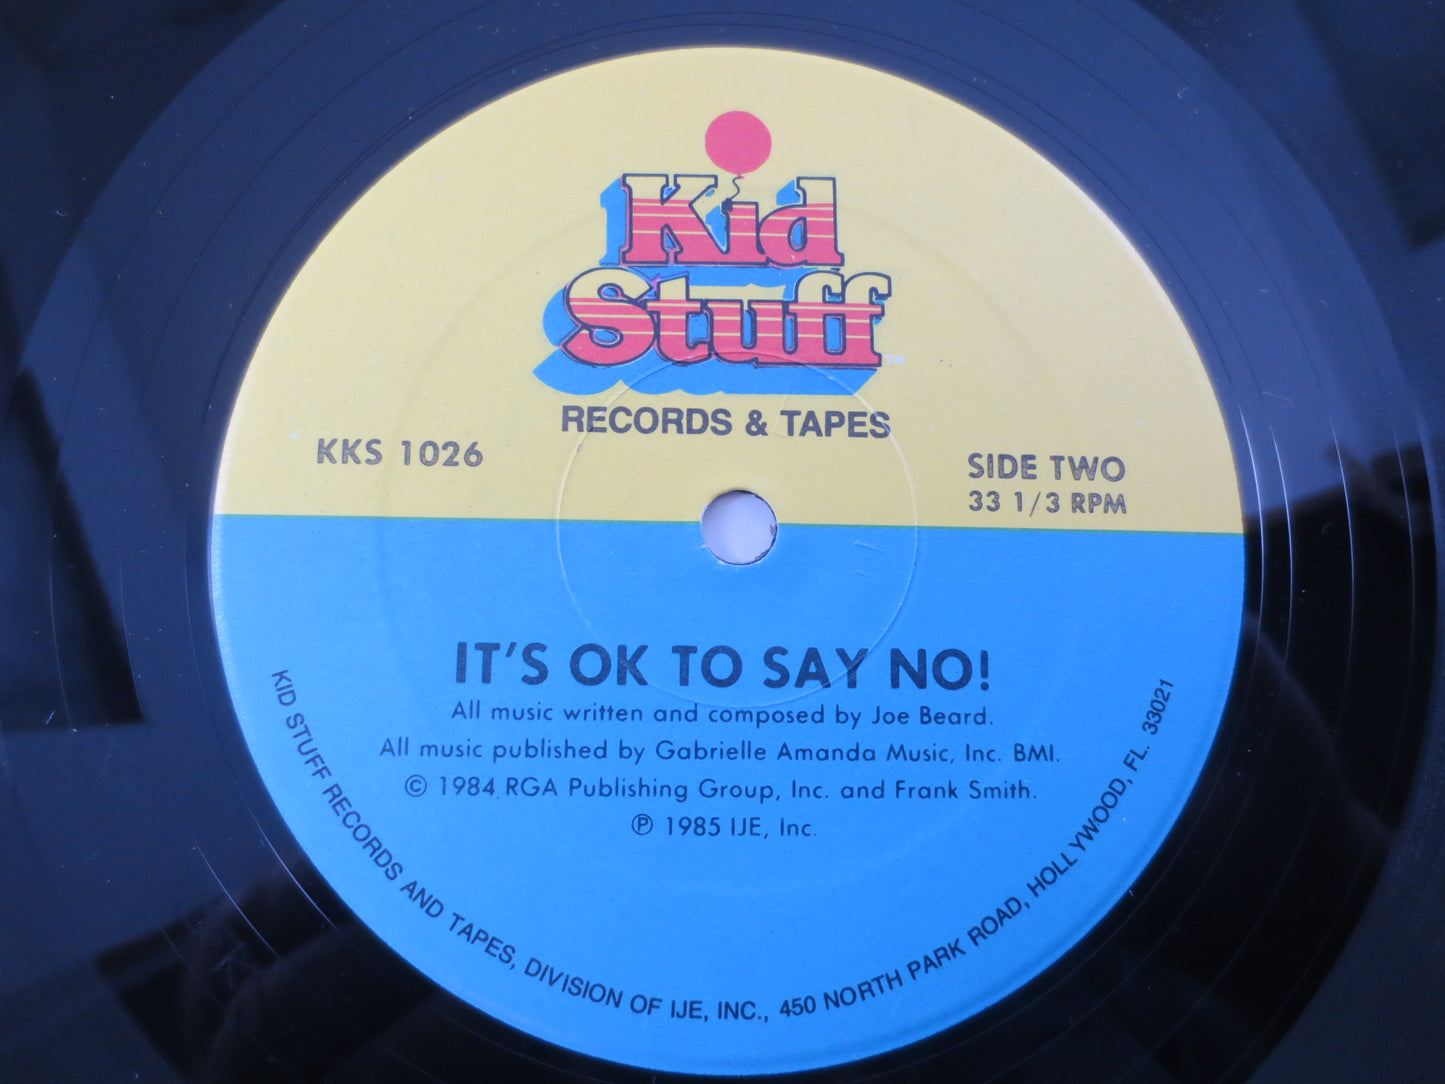 Kid
Stuff™
RECORDS & TAPES
KKS 1026
SIDE TWO
33 1/3 RPM
IT'S OK TO SAY NO!
All music written and composed by Joe Beard.
All music published by Gabrielle Amanda Music, Inc. BMI.
© 1984 RGA Publishing Group, Inc. and Frank Smith.
℗ 1985 IJE, Inc.
KID STUFF RECORDS AND TAPES, DIVISION OF IJE, INC., 450 NORTH PARK ROAD, HOLLYWOOD, FL. 33021